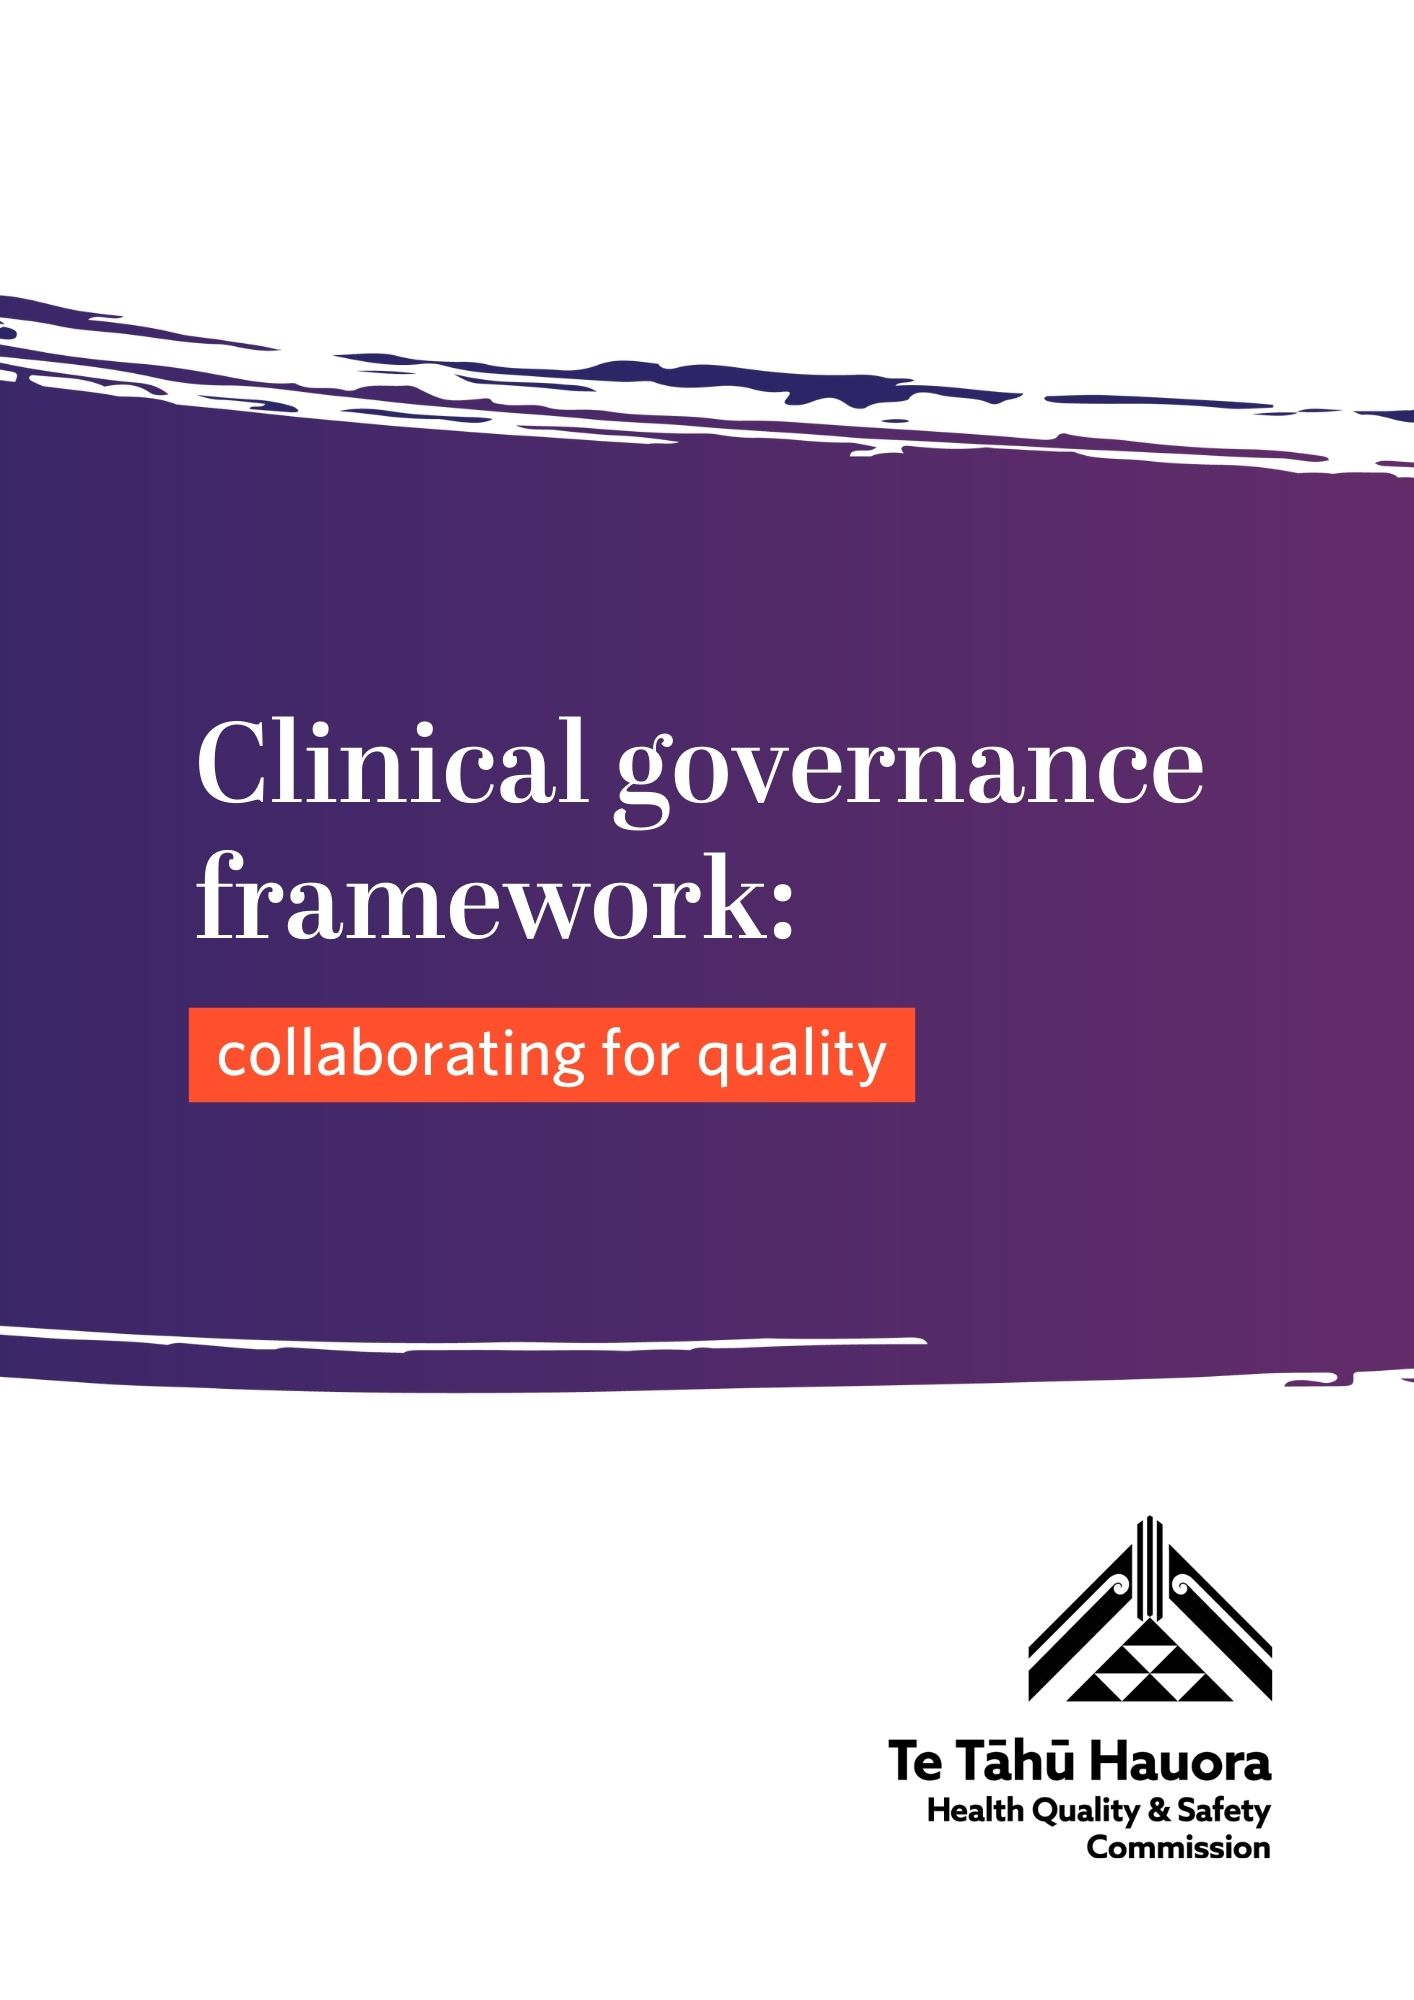 Clinical governance
framework:
collaborating for quality
Te Tāhū Hauora
Health Quality & Safety
Commission